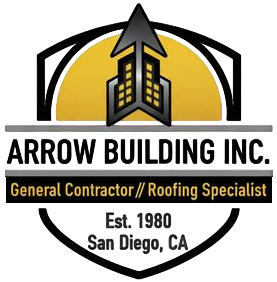 ARROW BUILDING INC.
General Contractor // Roofing Specialist
Est. 1980
San Diego, CA